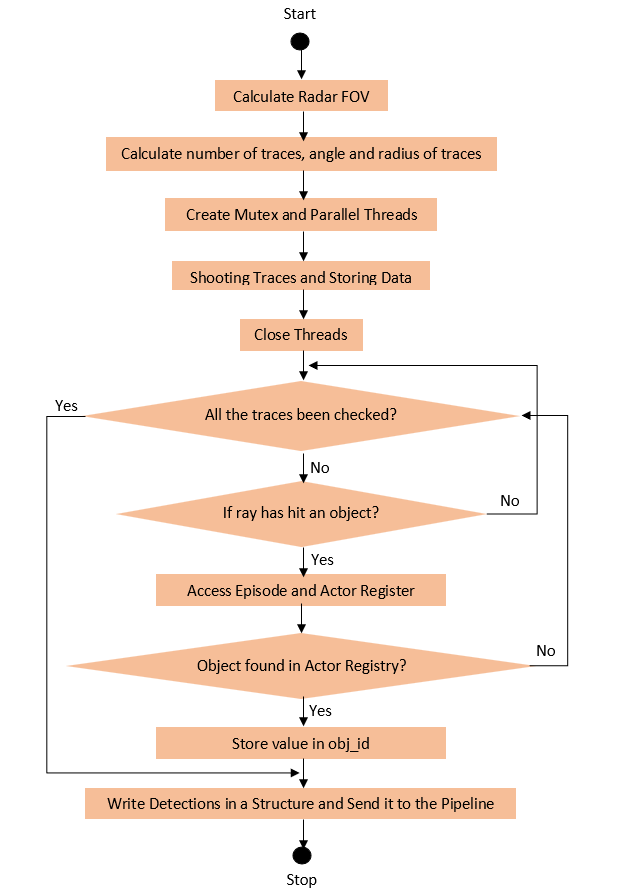 Start
Calculate Radar FOV
Calculate number of traces, angle and radius of traces
Create Mutex and Parallel Threads
Shooting Traces and Storing Data
Close Threads
Yes
All the traces been checked?
No
If ray has hit an object?
No
Yes
Access Episode and Actor Register
Object found in Actor Registry?
No
Yes
Store value in obj_id
Write Detections in a Structure and Send it to the Pipeline
Stop